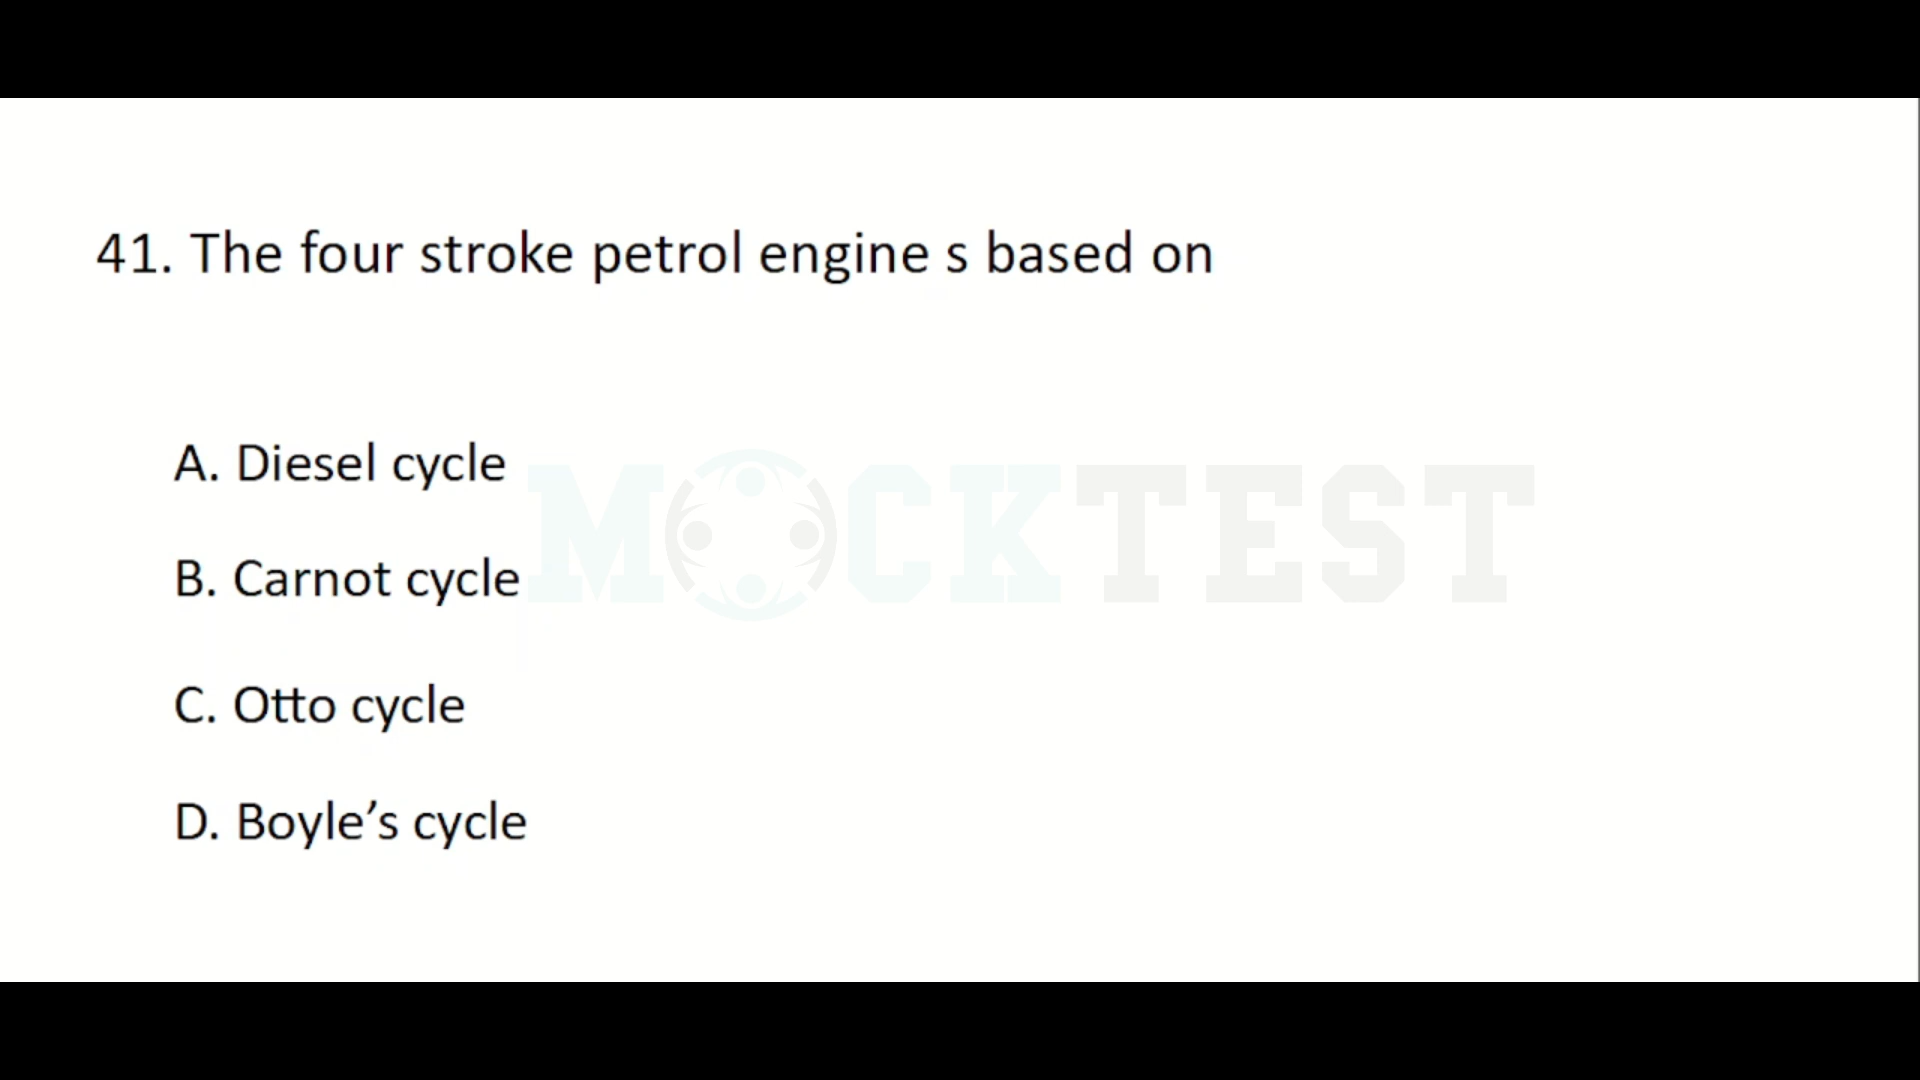 41. The four stroke petrol engine s based on
A. Diesel cycle
MOCKTEST
B. Carnot cycle
C. Otto cycle
D. Boyle’s cycle